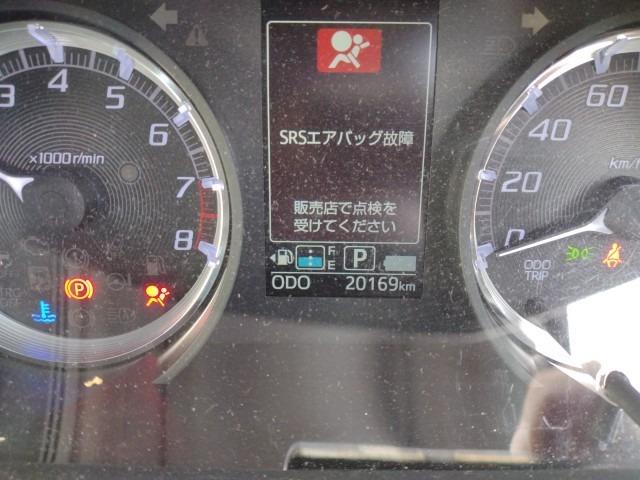 SRSエアバッグ故障
販売店で点検を
受けてください
F
E
P
ODO 20169km
3 4 5 6 7 8
x1000r/min
P
0 20 40 60
km/h
ODO
TRIP